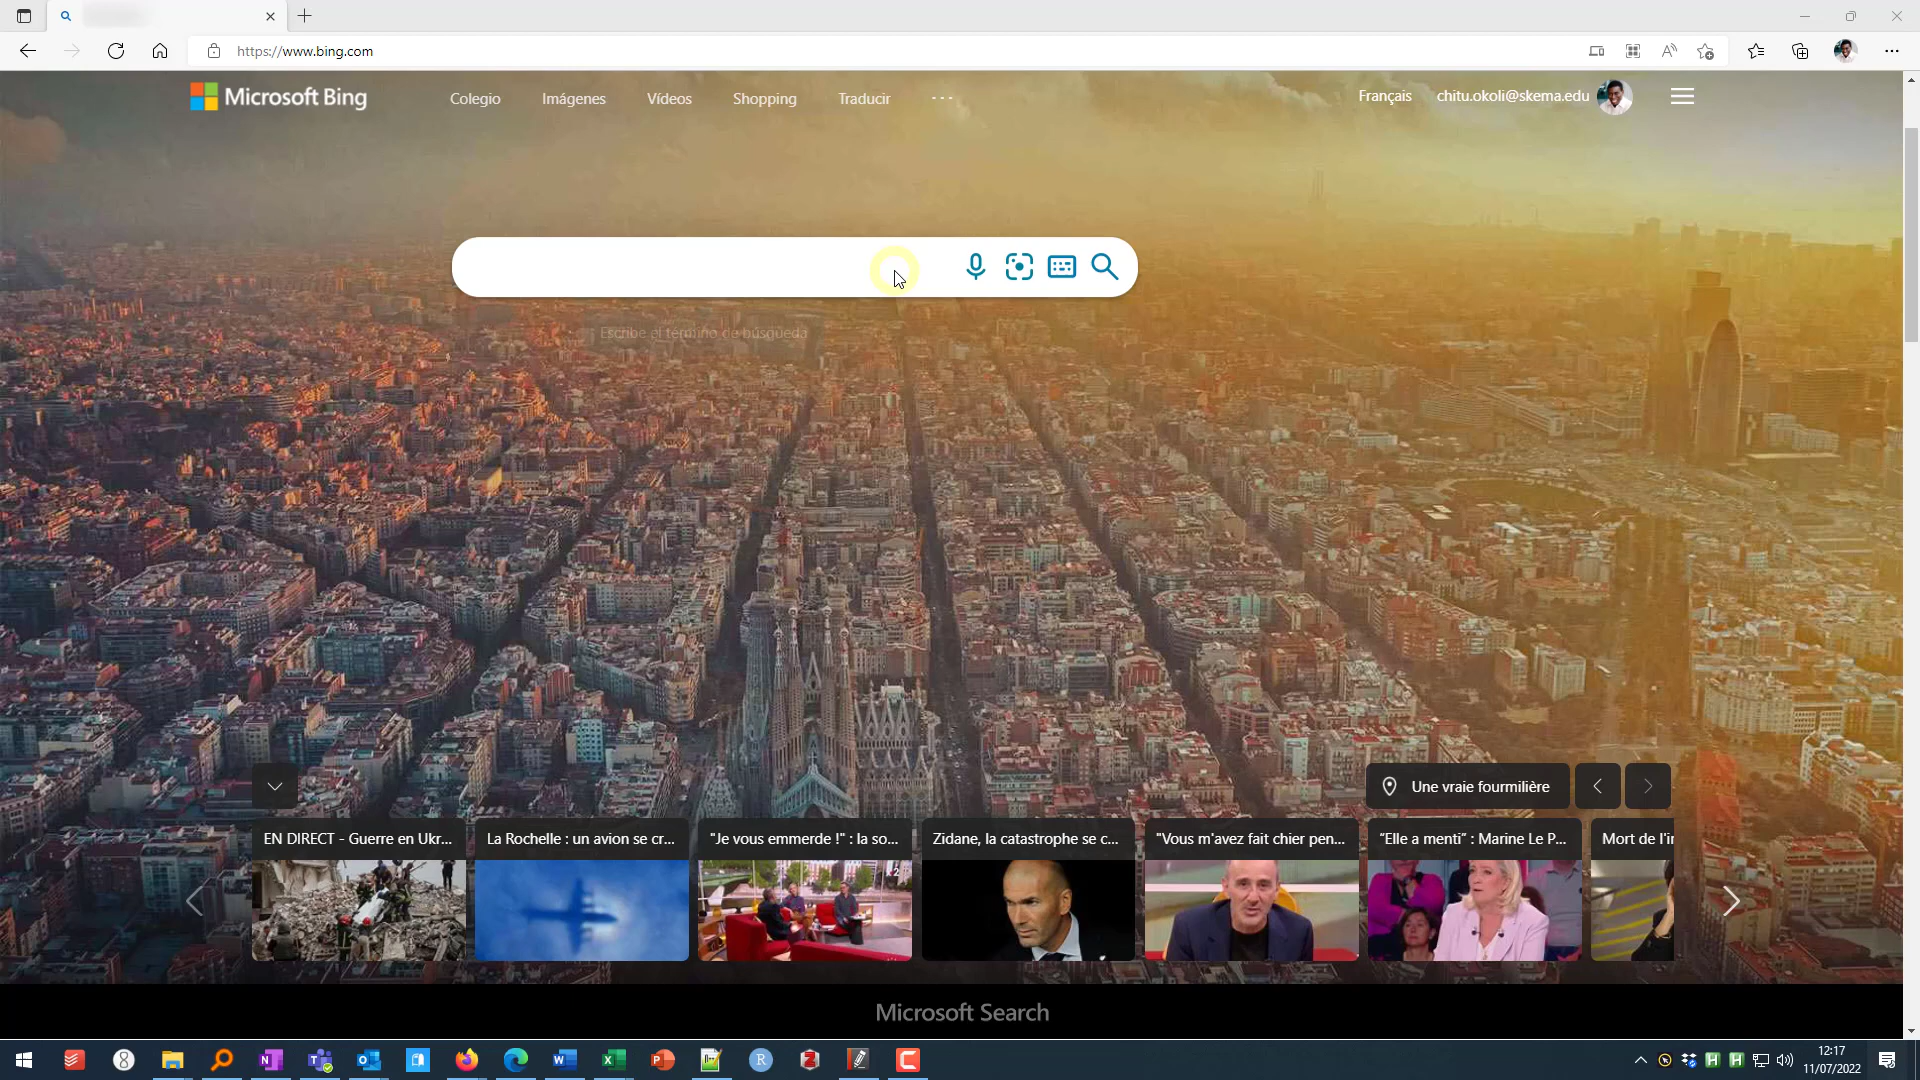 https://www.bing.com
Microsoft Bing
Colegio
Imágenes
Vídeos
Shopping
Traducir
Français
chitu.okoli@skema.edu
Escribe el término de búsqueda
Une vraie fourmilière
EN DIRECT - Guerre en Ukr...
La Rochelle : un avion se cr...
"Je vous emmerde !" : la so...
Zidane, la catastrophe se c...
"Vous m'avez fait chier pen...
“Elle a menti” : Marine Le P...
Mort de l'i
Microsoft Search
12:17
11/07/2022